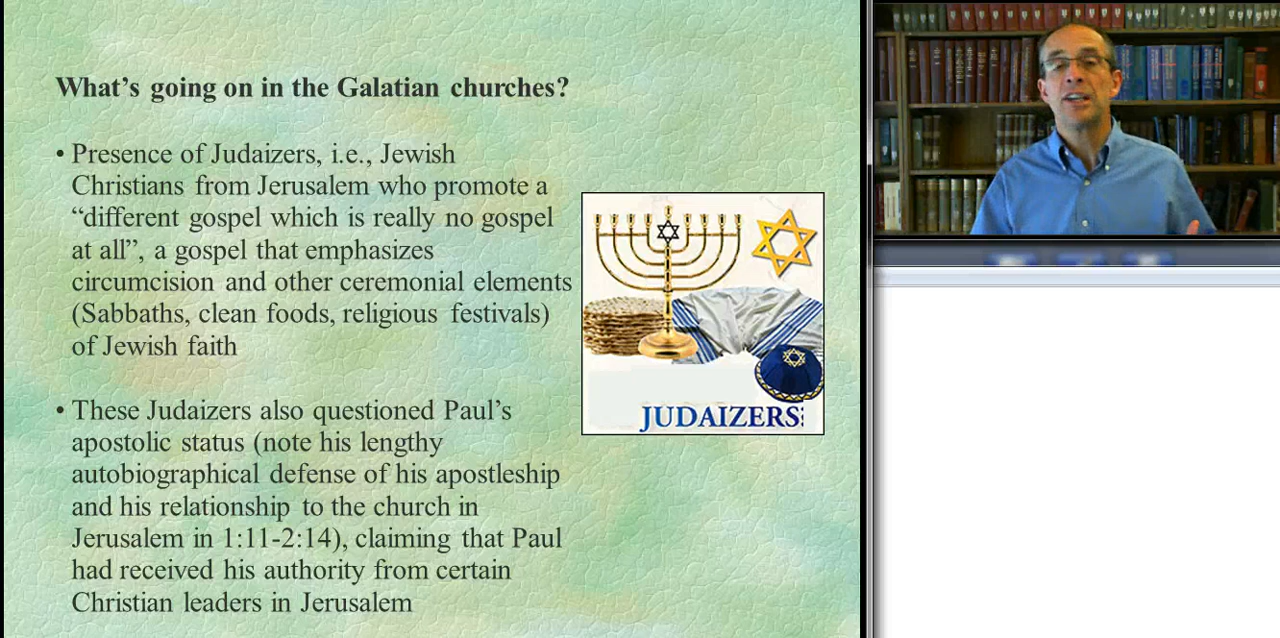 What’s going on in the Galatian churches?
• Presence of Judaizers, i.e., Jewish
Christians from Jerusalem who promote a
“different gospel which is really no gospel
at all”, a gospel that emphasizes
circumcision and other ceremonial elements
(Sabbaths, clean foods, religious festivals)
of Jewish faith
• These Judaizers also questioned Paul’s
apostolic status (note his lengthy
autobiographical defense of his apostleship
and his relationship to the church in
Jerusalem in 1:11-2:14), claiming that Paul
had received his authority from certain
Christian leaders in Jerusalem
JUDAIZERS